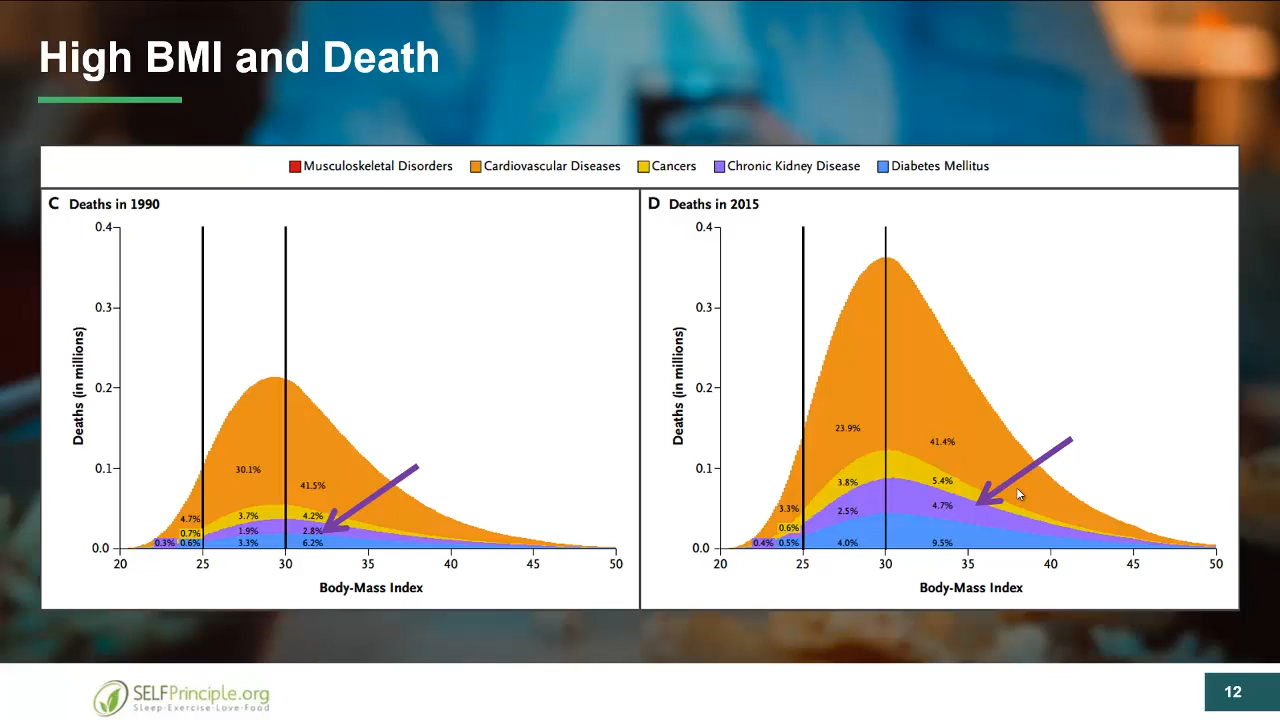 High BMI and Death
Musculoskeletal Disorders Cardiovascular Diseases Cancers Chronic Kidney Disease Diabetes Mellitus
C Deaths in 1990
0.4
0.3
0.2
0.1
0.0
Deaths (in millions)
30.1%
41.5%
4.7%
3.7%
4.2%
0.7%
1.9%
2.8%
0.3%
0.6%
3.3%
6.2%
20 25 30 35 40 45 50
Body-Mass Index
D Deaths in 2015
0.4
0.3
0.2
0.1
0.0
Deaths (in millions)
23.9%
41.4%
3.3%
3.8%
5.4%
0.6%
2.5%
4.7%
0.4%
0.5%
4.0%
9.5%
20 25 30 35 40 45 50
Body-Mass Index
SELFPrinciple.org
Sleep-Exercise-Love-Food
12